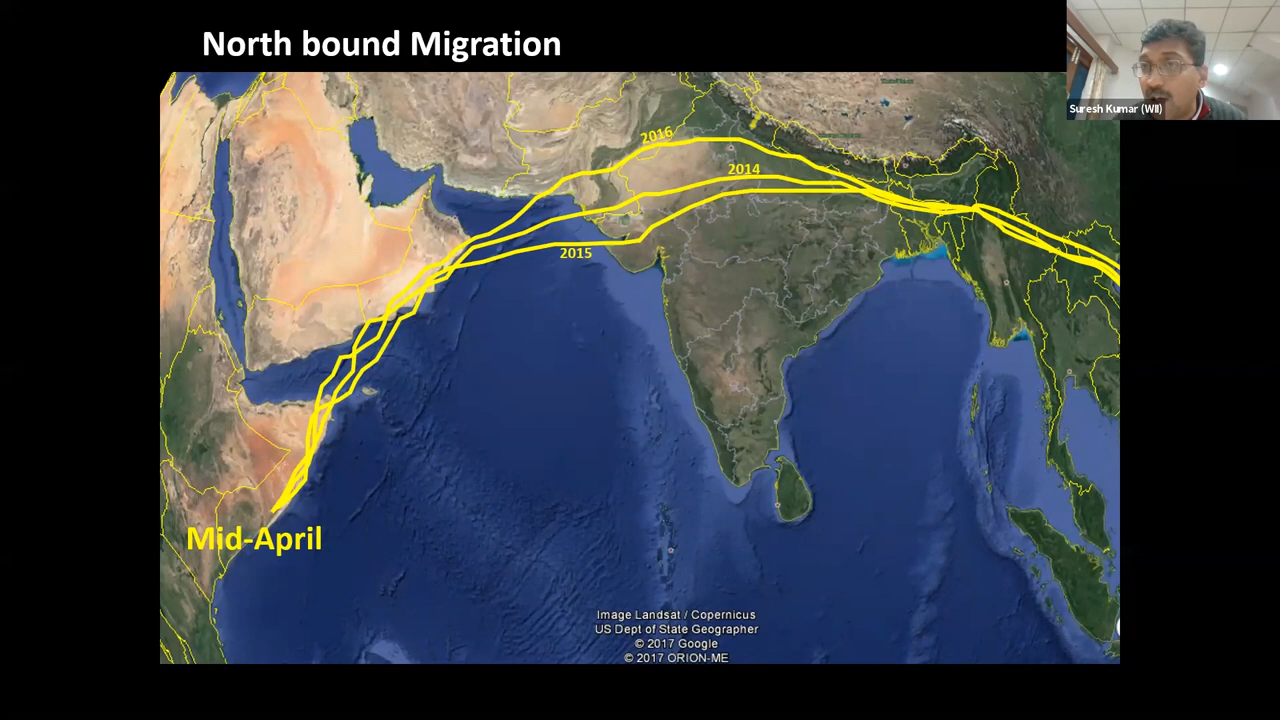 North bound Migration
Suresh Kumar (WII)
2016
2014
2015
Mid-April
Image Landsat / Copernicus
US Dept of State Geographer
© 2017 Google
© 2017 ORION-ME